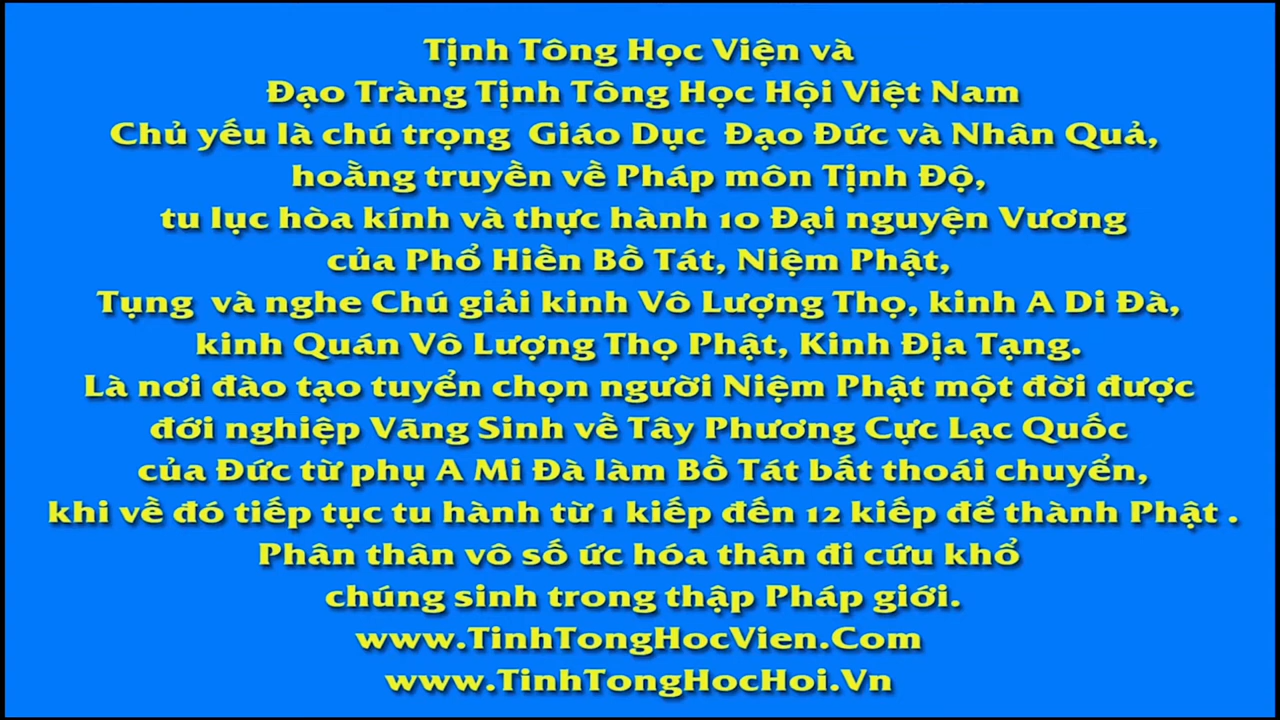 Tịnh Tông Học Viện và
Đạo Tràng Tịnh Tông Học Hội Việt Nam
Chủ yếu là chú trọng Giáo Dục Đạo Đức và Nhân Quả,
hoằng truyền về Pháp môn Tịnh Độ,
tu lục hòa kính và thực hành 10 Đại nguyện Vương
của Phổ Hiền Bồ Tát, Niệm Phật,
Tụng và nghe Chú giải kinh Vô Lượng Thọ, kinh A Di Đà,
kinh Quán Vô Lượng Thọ Phật, Kinh Địa Tạng.
Là nơi đào tạo tuyển chọn người Niệm Phật một đời được
đới nghiệp Vãng Sinh về Tây Phương Cực Lạc Quốc
của Đức từ phụ A Mi Đà làm Bồ Tát bất thoái chuyển,
khi về đó tiếp tục tu hành từ 1 kiếp đến 12 kiếp để thành Phật .
Phân thân vô số ức hóa thân đi cứu khổ
chúng sinh trong thập Pháp giới.
www.TinhTongHocVien.Com
www.TinhTongHocHoi.Vn